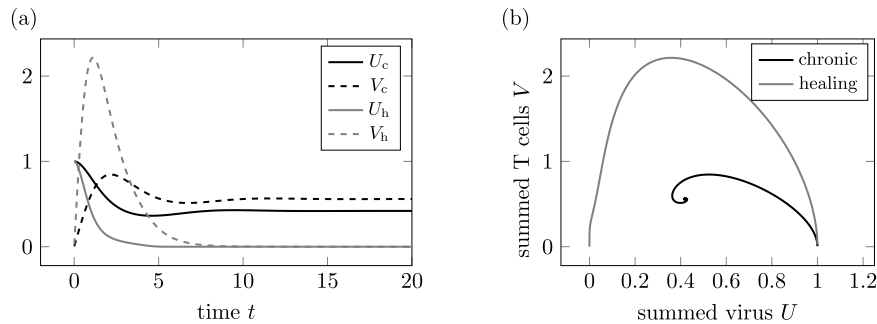 (a)
2
1
0
0 5 10 15 20
time t
U_c
V_c
U_h
V_h
(b)
summed T cells V
2
1
0
0 0.2 0.4 0.6 0.8 1 1.2
summed virus U
chronic
healing